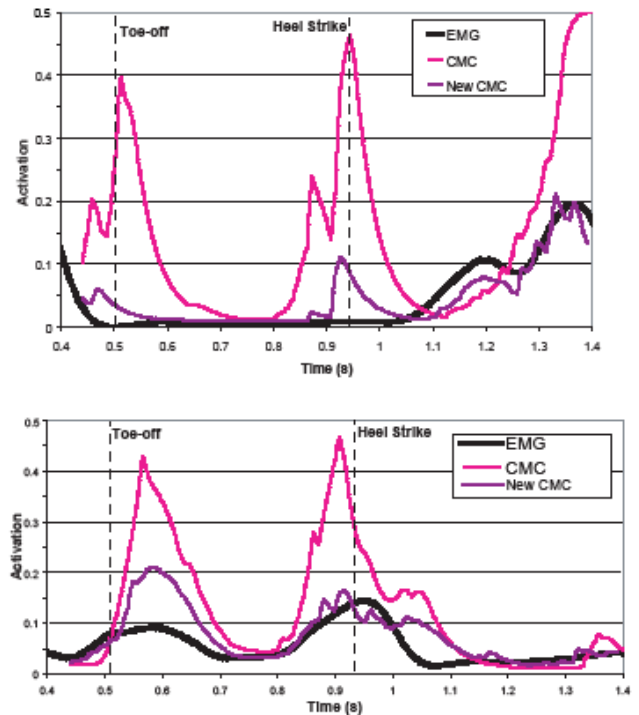 0.5
Toe-off
Heel Strike
EMG
CMC
New CMC
0.4
0.3
Activation
0.2
0.1
0
0.4 0.5 0.6 0.7 0.8 0.9 1 1.1 1.2 1.3 1.4
Time (s)
0.5
Toe-off
Heel Strike
EMG
CMC
New CMC
0.4
0.3
Activation
0.2
0.1
0
0.4 0.5 0.6 0.7 0.8 0.9 1 1.1 1.2 1.3 1.4
Time (s)